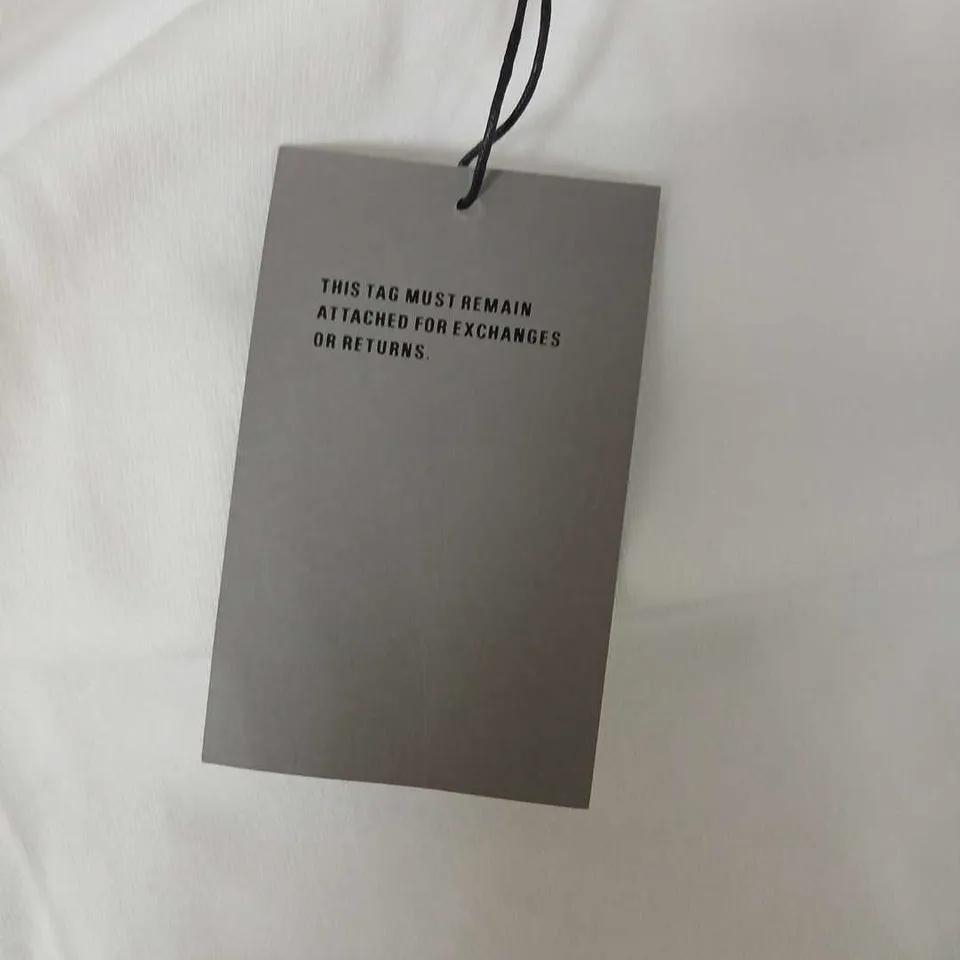 THIS TAG MUST REMAIN
ATTACHED FOR EXCHANGES
OR RETURNS.